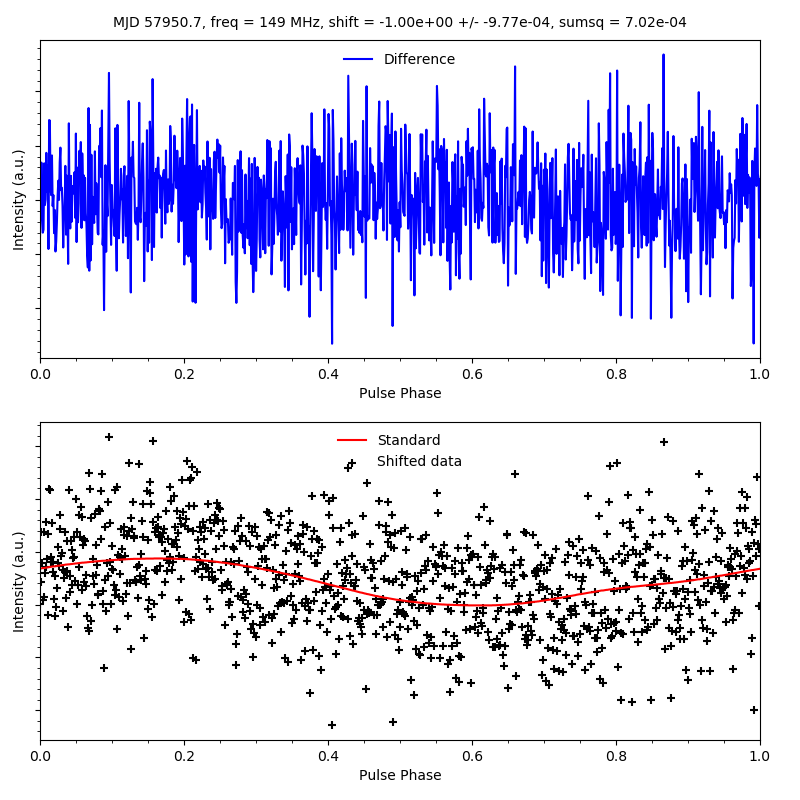 MJD 57950.7, freq = 149 MHz, shift = -1.00e+00 +/- -9.77e-04, sumsq = 7.02e-04
Difference
Intensity (a.u.)
0.0 0.2 0.4 0.6 0.8 1.0
Pulse Phase
Standard
Shifted data
Intensity (a.u.)
0.0 0.2 0.4 0.6 0.8 1.0
Pulse Phase